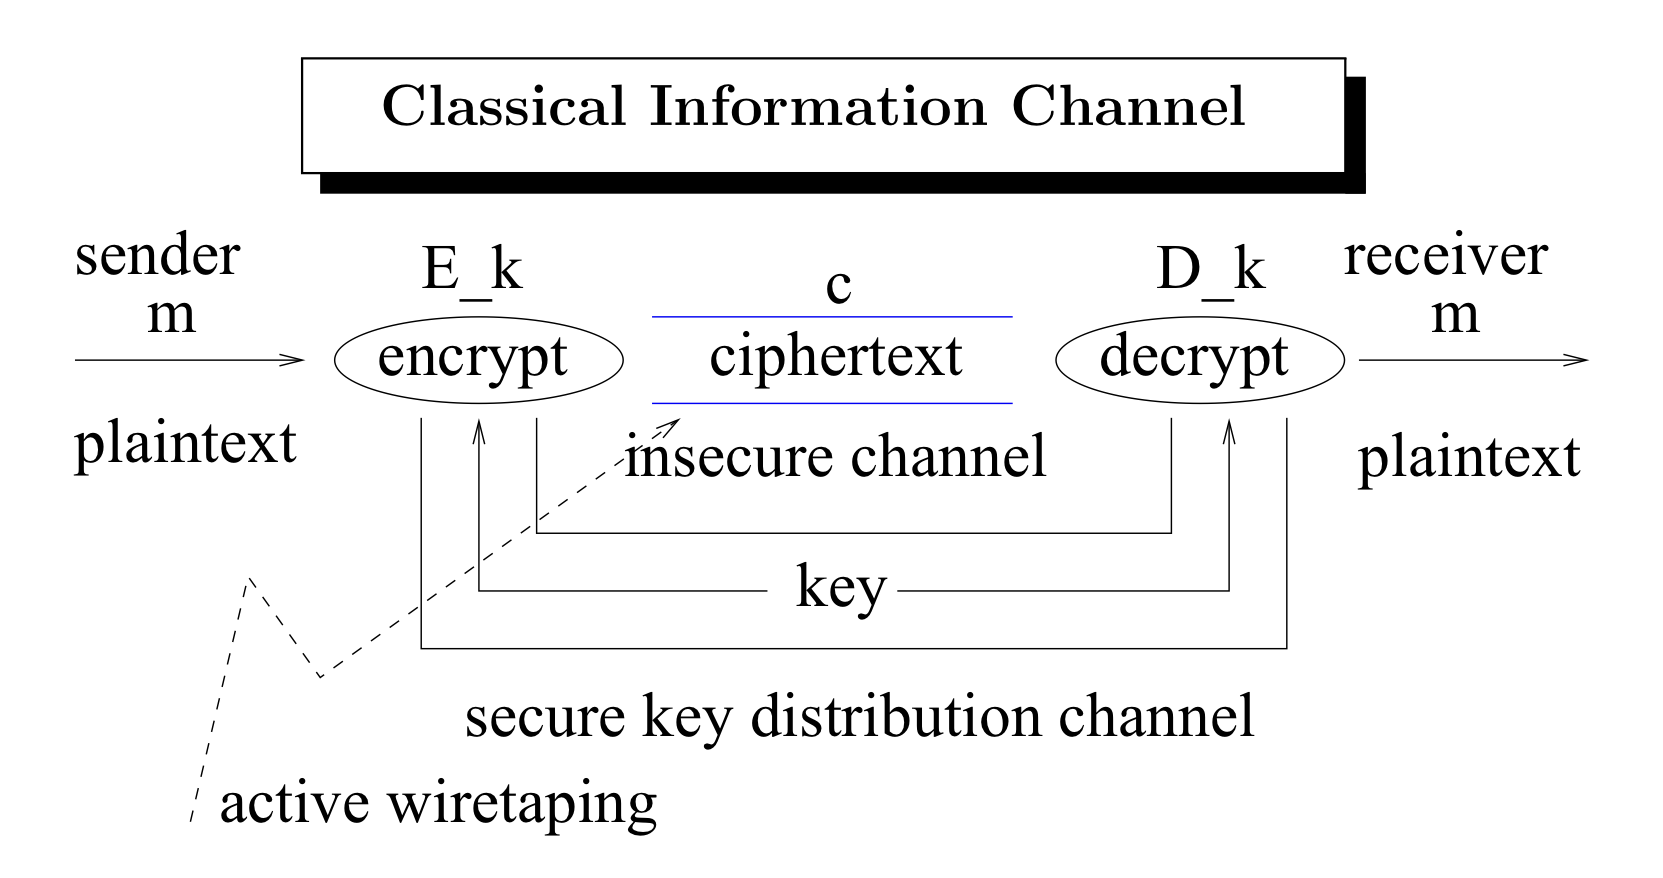 Classical Information Channel
sender
m
E_k
c
D_k
receiver
m
encrypt
ciphertext
decrypt
plaintext
insecure channel
plaintext
key
secure key distribution channel
active wiretaping